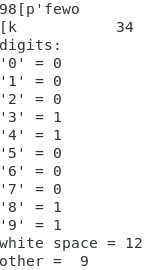 98[p'fewo
[k           34
digits:
'0' = 0
'1' = 0
'2' = 0
'3' = 1
'4' = 1
'5' = 0
'6' = 0
'7' = 0
'8' = 1
'9' = 1
white space = 12
other =  9